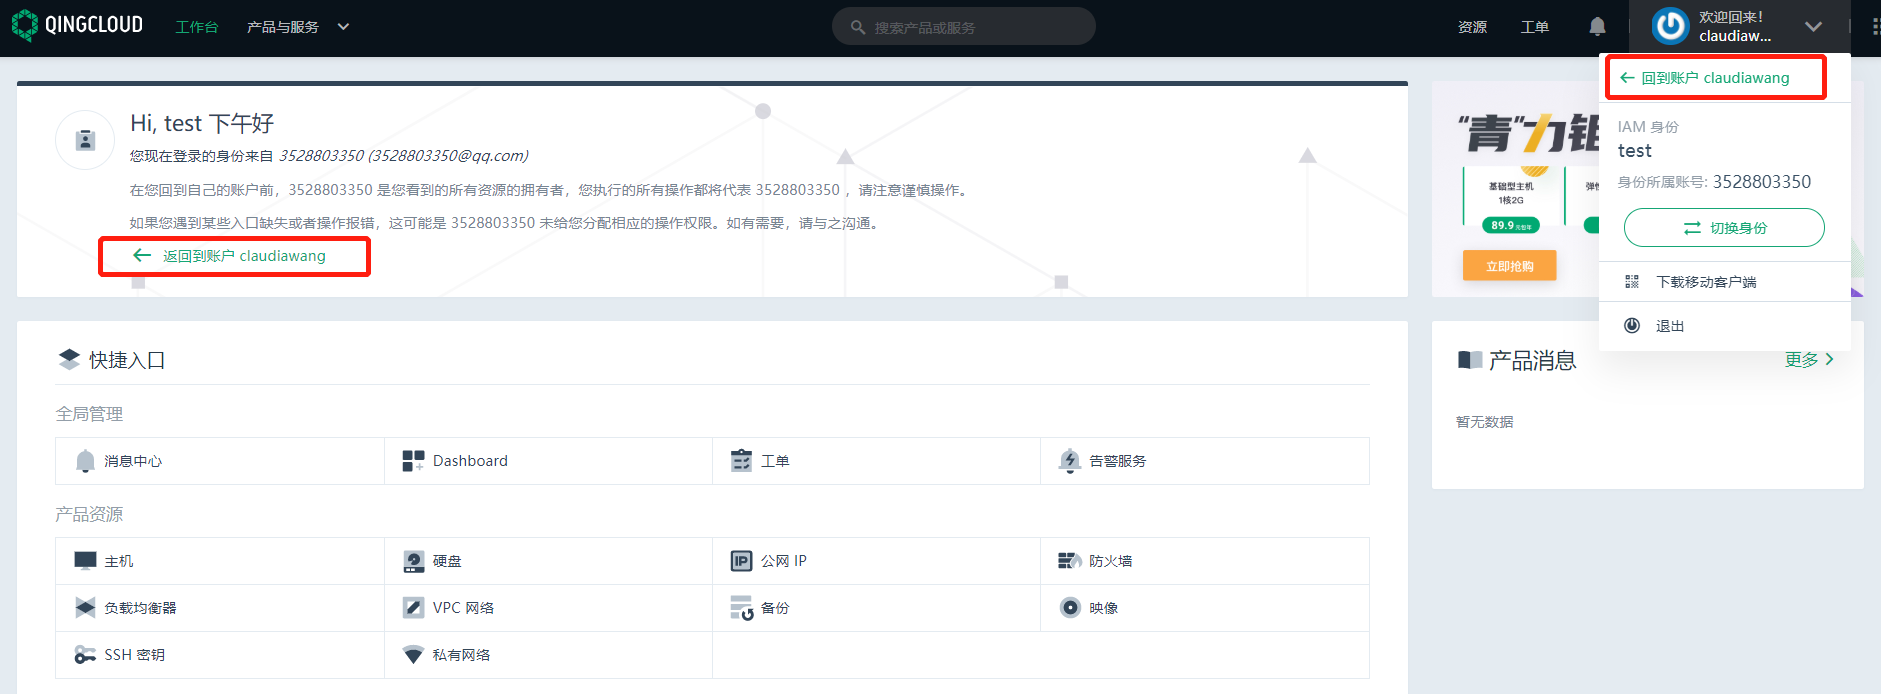 QINGCLOUD
工作台
产品与服务
搜索产品或服务
资源
工单
欢迎回来！
claudiaw...
Hi, test 下午好
您现在登录的身份来自 3528803350 (3528803350@qq.com)
在您回到自己的账户前，3528803350 是您看到的所有资源的拥有者，您执行的所有操作都将代表 3528803350 ，请注意谨慎操作。
如果您遇到某些入口缺失或者操作报错，这可能是 3528803350 未给您分配相应的操作权限。如有需要，请与之沟通。
返回到账户 claudiawang
“青”力钜
基础型主机
1核2G
89.9
弹
立即抢购
回到账户 claudiawang
IAM 身份
test
身份所属账号: 3528803350
切换身份
下载移动客户端
退出
快捷入口
全局管理
消息中心
Dashboard
工单
告警服务
产品资源
主机
硬盘
公网 IP
防火墙
负载均衡器
VPC 网络
备份
映像
SSH 密钥
私有网络
产品消息
更多
暂无数据